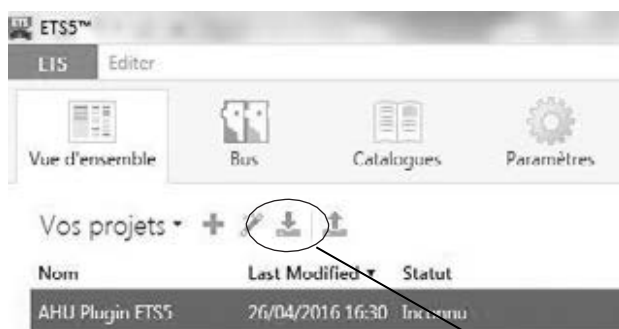 ETS5™
ETS Editer
Vue d'ensemble Bus Catalogues Paramètres
Vos projets
Nom Last Modified Statut
AHU Plugin ETS5 26/04/2016 16:30 Inconnu